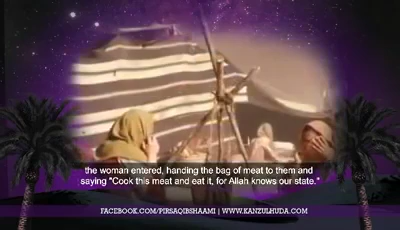 the woman entered, handing the bag of meat to them and
saying "Cook this meat and eat it, for Allah knows our state."
FACEBOOK.COM/PIRSAQIBSHAAMI | WWW.KANZULHUDA.COM